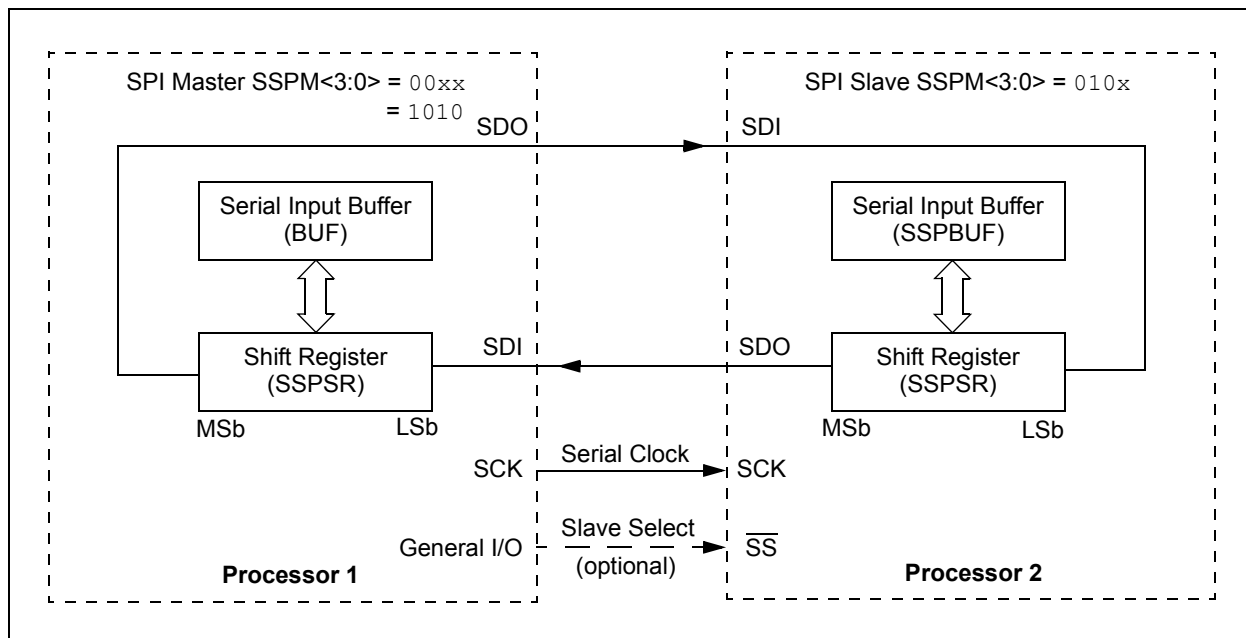 SPI Master SSPM<3:0> = 00xx
= 1010
SDO
Serial Input Buffer
(BUF)
Shift Register
(SSPSR)
MSb
LSb
SDI
SCK
General I/O
Processor 1
Serial Clock
Slave Select
(optional)
SPI Slave SSPM<3:0> = 010x
SDI
Serial Input Buffer
(SSPBUF)
SDO
Shift Register
(SSPSR)
MSb
LSb
SCK
S̅S̅
Processor 2